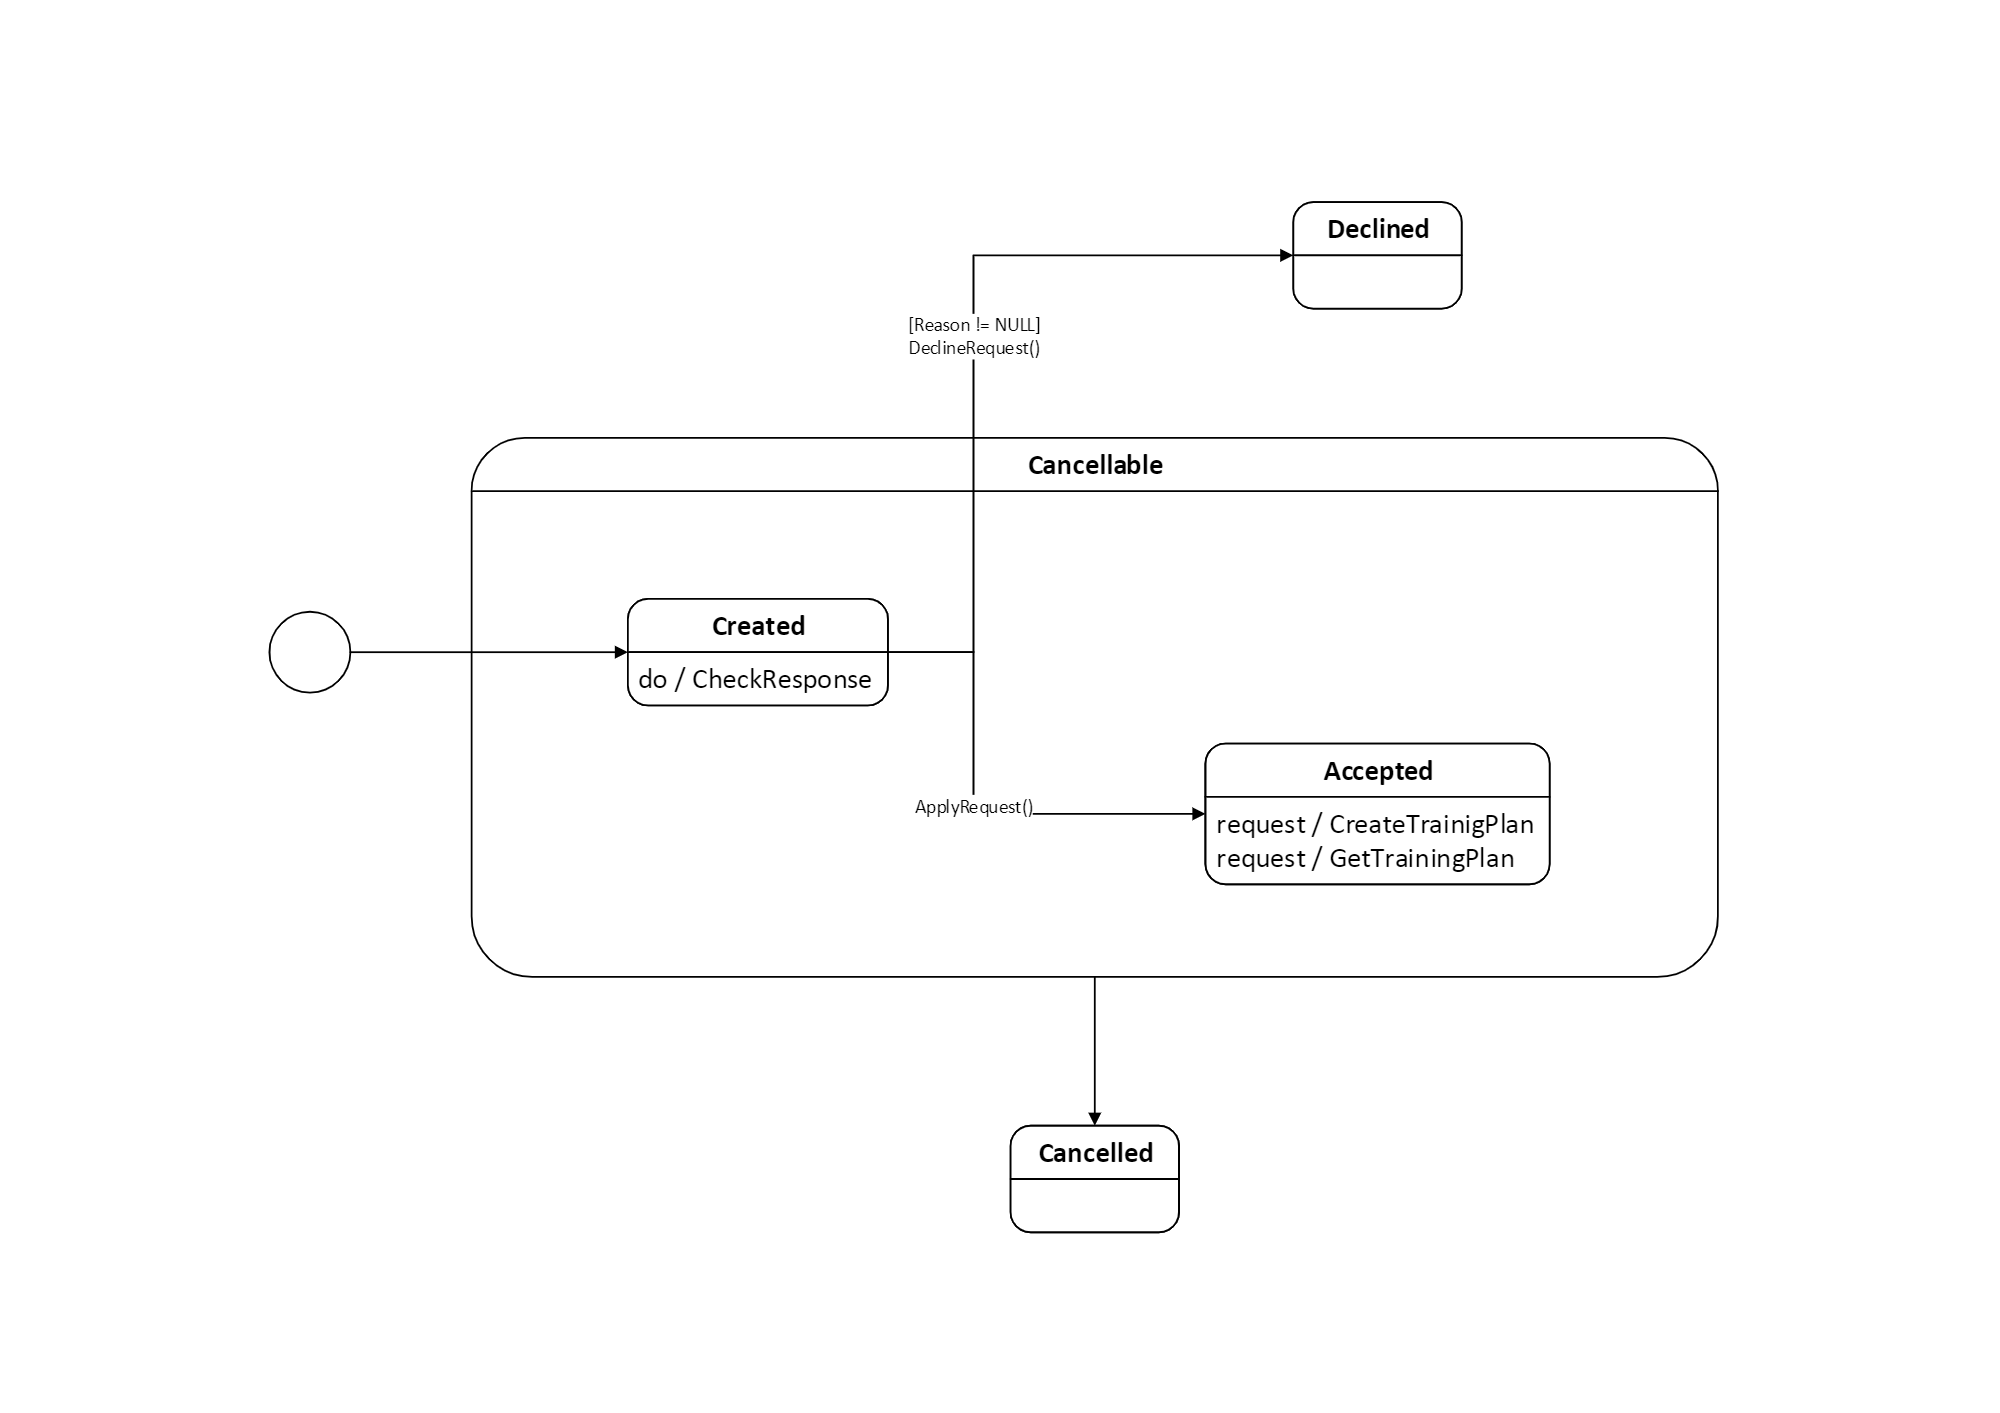 Declined
[Reason != NULL]
DeclineRequest()
Cancellable
Created
do / CheckResponse
Accepted
ApplyRequest()
request / CreateTrainigPlan
request / GetTrainingPlan
Cancelled